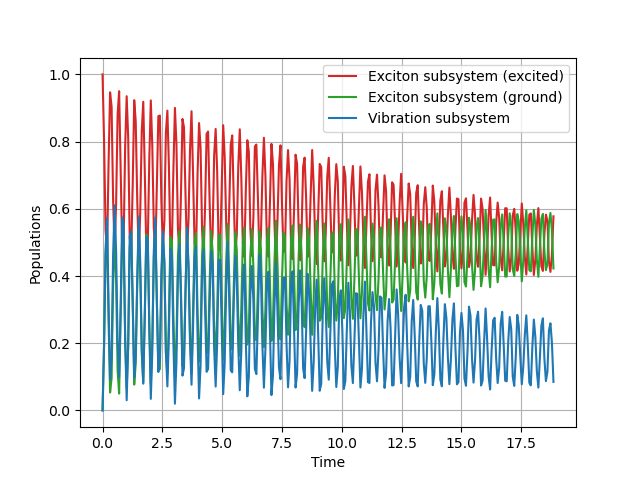 Exciton subsystem (excited)
Exciton subsystem (ground)
Vibration subsystem
1.0
0.8
0.6
0.4
0.2
0.0
Populations
0.0 2.5 5.0 7.5 10.0 12.5 15.0 17.5
Time